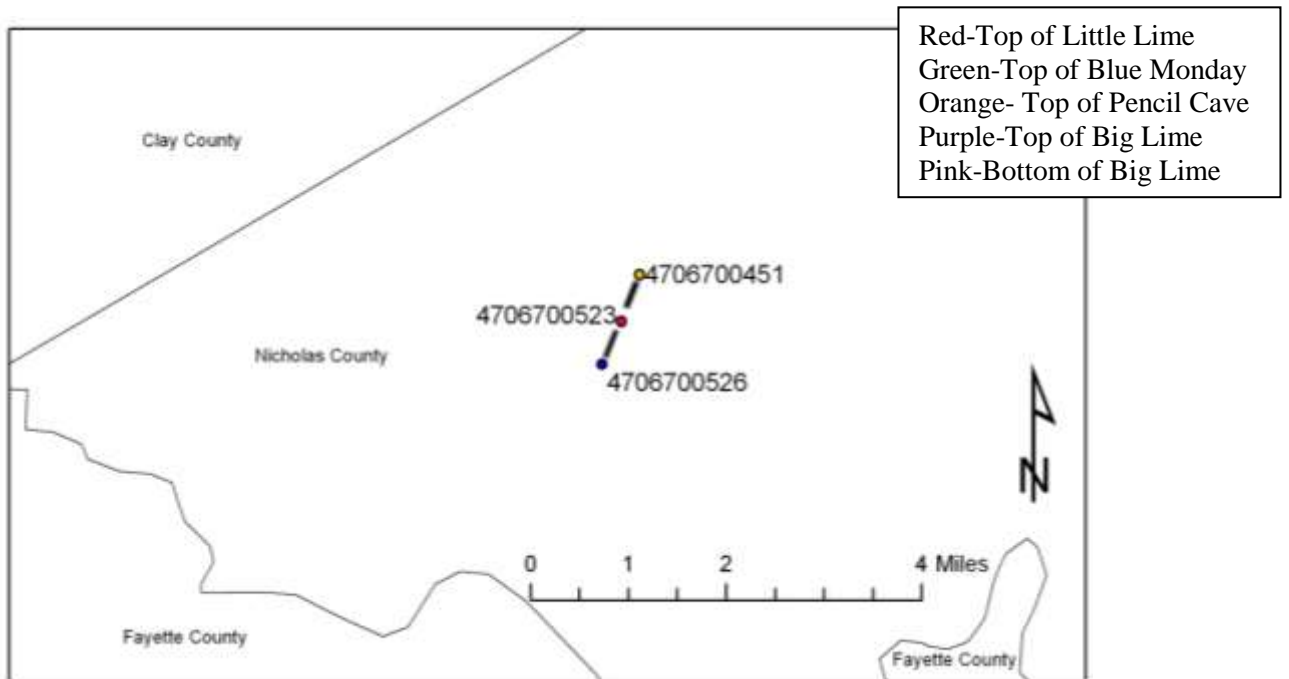 Red-Top of Little Lime
Green-Top of Blue Monday
Orange- Top of Pencil Cave
Purple-Top of Big Lime
Pink-Bottom of Big Lime
Clay County
4706700451
4706700523
Nicholas County
4706700526
N
0 1 2 4 Miles
Fayette County
Fayette County